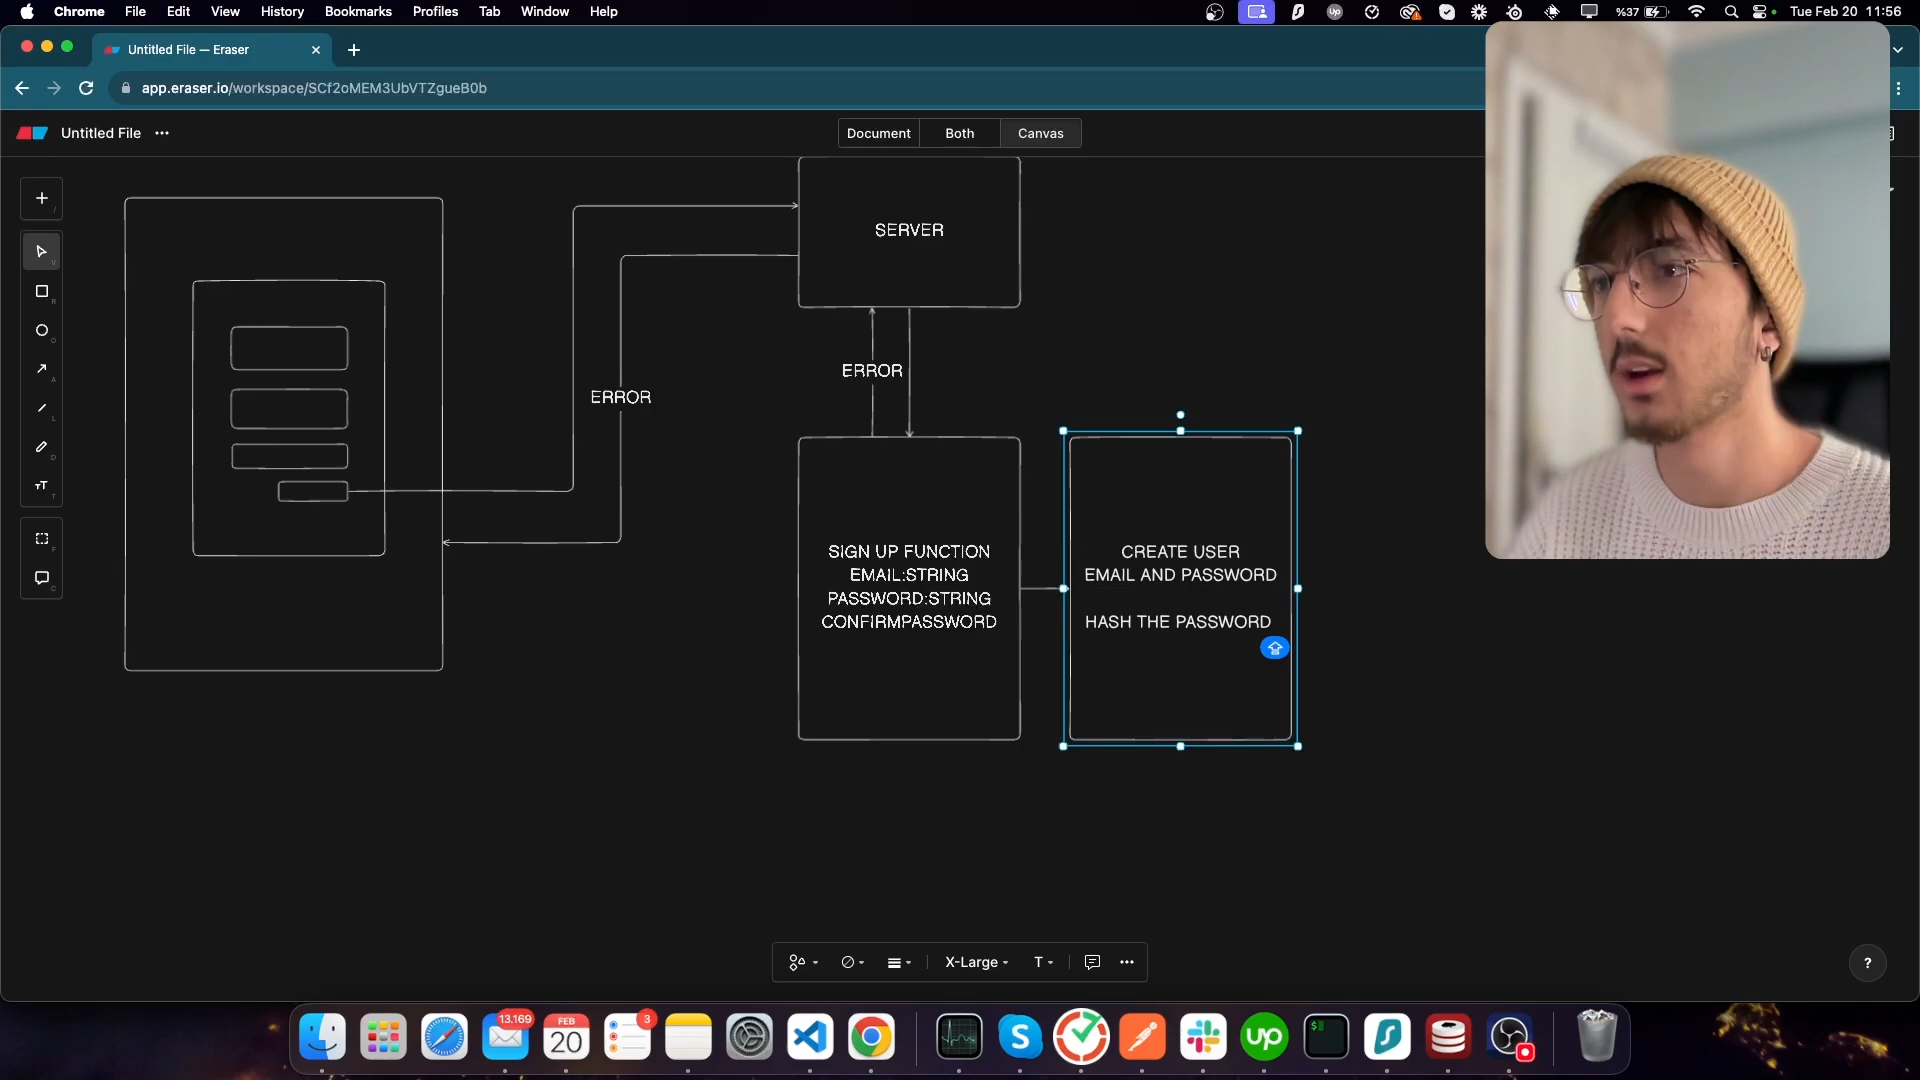 Chrome File Edit View History Bookmarks Profiles Tab Window Help
%37
Tue Feb 20 11:56
Untitled File — Eraser
app.eraser.io/workspace/SCf2oMEM3UbVTZgueB0b
Untitled File
Document Both Canvas
SERVER
ERROR
ERROR
SIGN UP FUNCTION
EMAIL:STRING
PASSWORD:STRING
CONFIRMPASSWORD
CREATE USER
EMAIL AND PASSWORD
HASH THE PASSWORD
X-Large
T
?
13.169
FEB
20
3
S
up
$